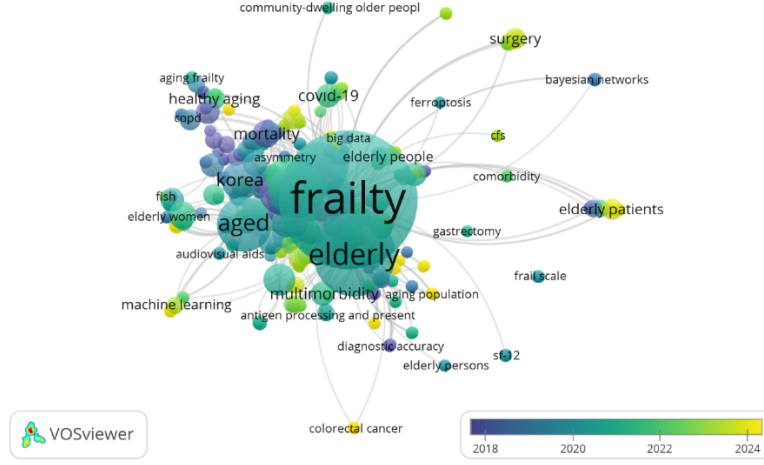 community-dwelling older peopl
surgery
aging frailty
bayesian networks
healthy aging
covid-19
ferroptosis
copd
mortality
big data
cfs
asymmetry
elderly people
korea
comorbidity
fish
frailty
elderly women
aged
elderly patients
gastrectomy
audiovisual aids
elderly
frail scale
machine learning
multimorbidity
aging population
antigen processing and present
diagnostic accuracy
sf-12
elderly persons
colorectal cancer
VOSviewer
2018
2020
2022
2024